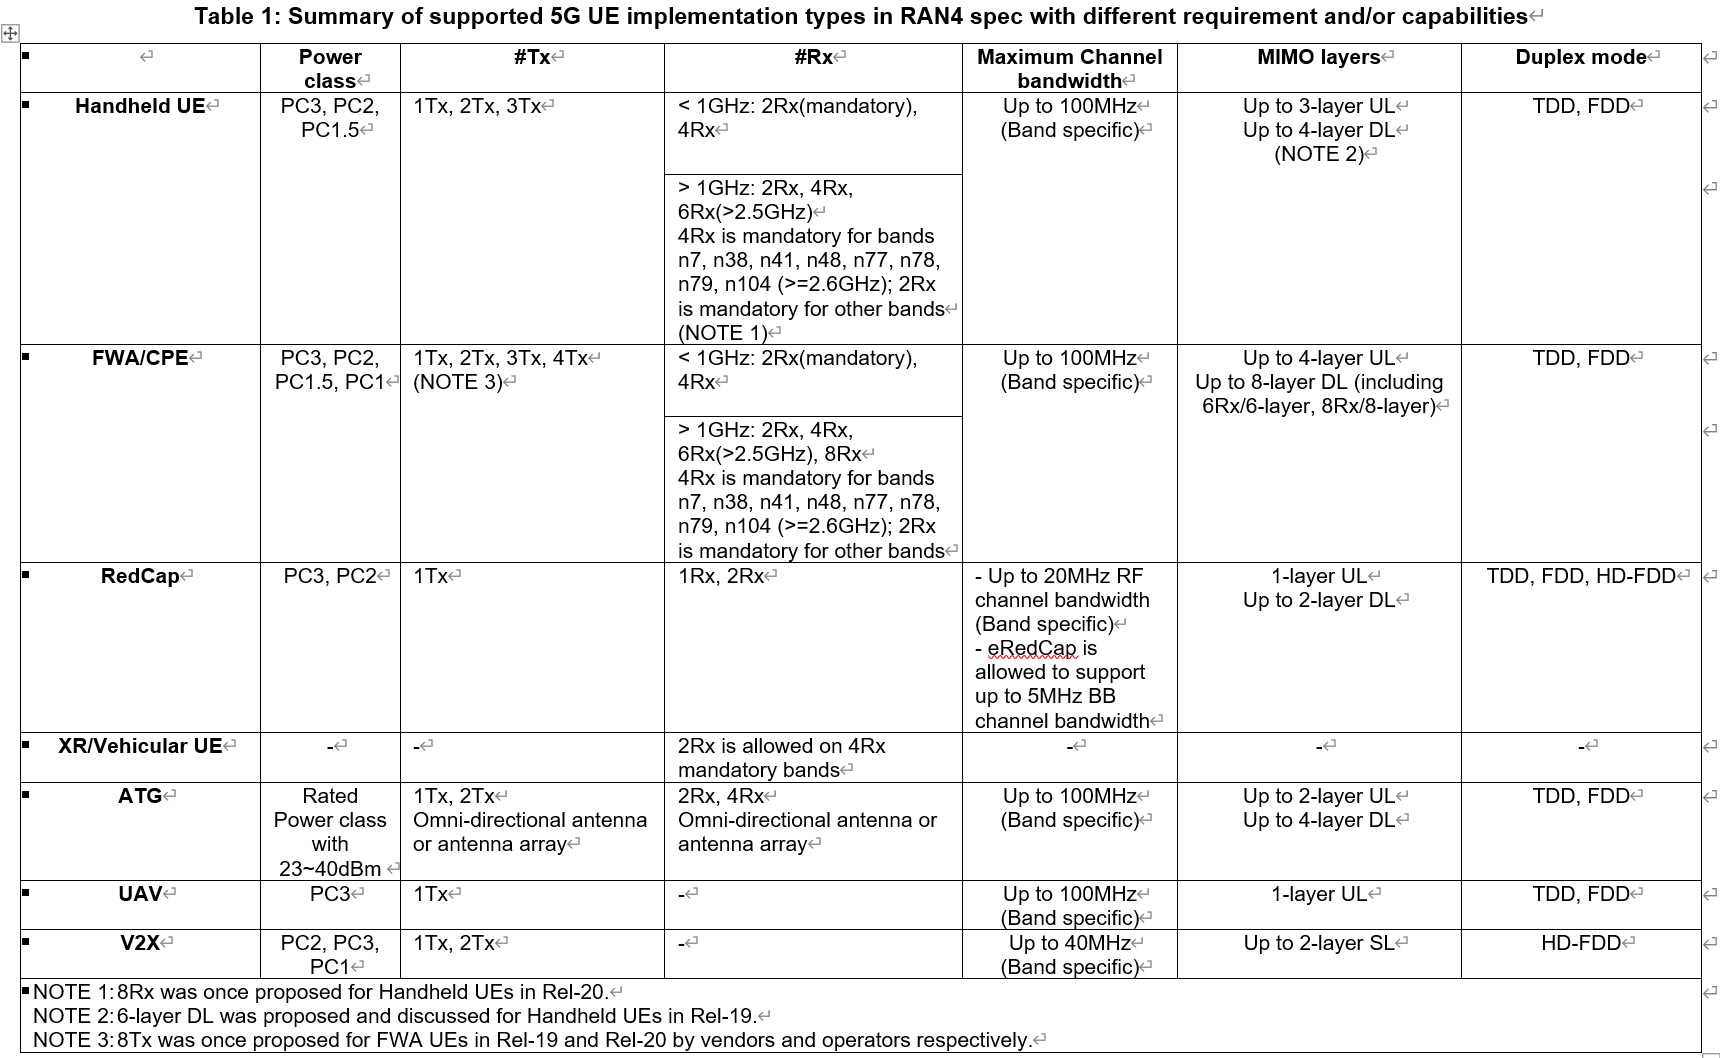 Table 1: Summary of supported 5G UE implementation types in RAN4 spec with different requirement and/or capabilities
Power
class
#Tx
#Rx
Maximum Channel
bandwidth
MIMO layers
Duplex mode
Handheld UE
PC3, PC2,
PC1.5
1Tx, 2Tx, 3Tx
< 1GHz: 2Rx(mandatory),
4Rx
> 1GHz: 2Rx, 4Rx,
6Rx(>2.5GHz)
4Rx is mandatory for bands
n7, n38, n41, n48, n77, n78,
n79, n104 (>=2.6GHz); 2Rx
is mandatory for other bands
(NOTE 1)
Up to 100MHz
(Band specific)
Up to 3-layer UL
Up to 4-layer DL
(NOTE 2)
TDD, FDD
FWA/CPE
PC3, PC2,
PC1.5, PC1
1Tx, 2Tx, 3Tx, 4Tx
(NOTE 3)
< 1GHz: 2Rx(mandatory),
4Rx
> 1GHz: 2Rx, 4Rx,
6Rx(>2.5GHz), 8Rx
4Rx is mandatory for bands
n7, n38, n41, n48, n77, n78,
n79, n104 (>=2.6GHz); 2Rx
is mandatory for other bands
Up to 100MHz
(Band specific)
Up to 4-layer UL
Up to 8-layer DL (including
6Rx/6-layer, 8Rx/8-layer)
TDD, FDD
RedCap
PC3, PC2
1Tx
1Rx, 2Rx
- Up to 20MHz RF
channel bandwidth
(Band specific)
- eRedCap is
allowed to support
up to 5MHz BB
channel bandwidth
1-layer UL
Up to 2-layer DL
TDD, FDD, HD-FDD
XR/Vehicular UE
-
-
2Rx is allowed on 4Rx
mandatory bands
-
-
-
ATG
Rated
Power class
with
23~40dBm
1Tx, 2Tx
Omni-directional antenna
or antenna array
2Rx, 4Rx
Omni-directional antenna or
antenna array
Up to 100MHz
(Band specific)
Up to 2-layer UL
Up to 4-layer DL
TDD, FDD
UAV
PC3
1Tx
-
Up to 100MHz
(Band specific)
1-layer UL
TDD, FDD
V2X
PC2, PC3,
PC1
1Tx, 2Tx
-
Up to 40MHz
(Band specific)
Up to 2-layer SL
HD-FDD
NOTE 1: 8Rx was once proposed for Handheld UEs in Rel-20.
NOTE 2: 6-layer DL was proposed and discussed for Handheld UEs in Rel-19.
NOTE 3: 8Tx was once proposed for FWA UEs in Rel-19 and Rel-20 by vendors and operators respectively.